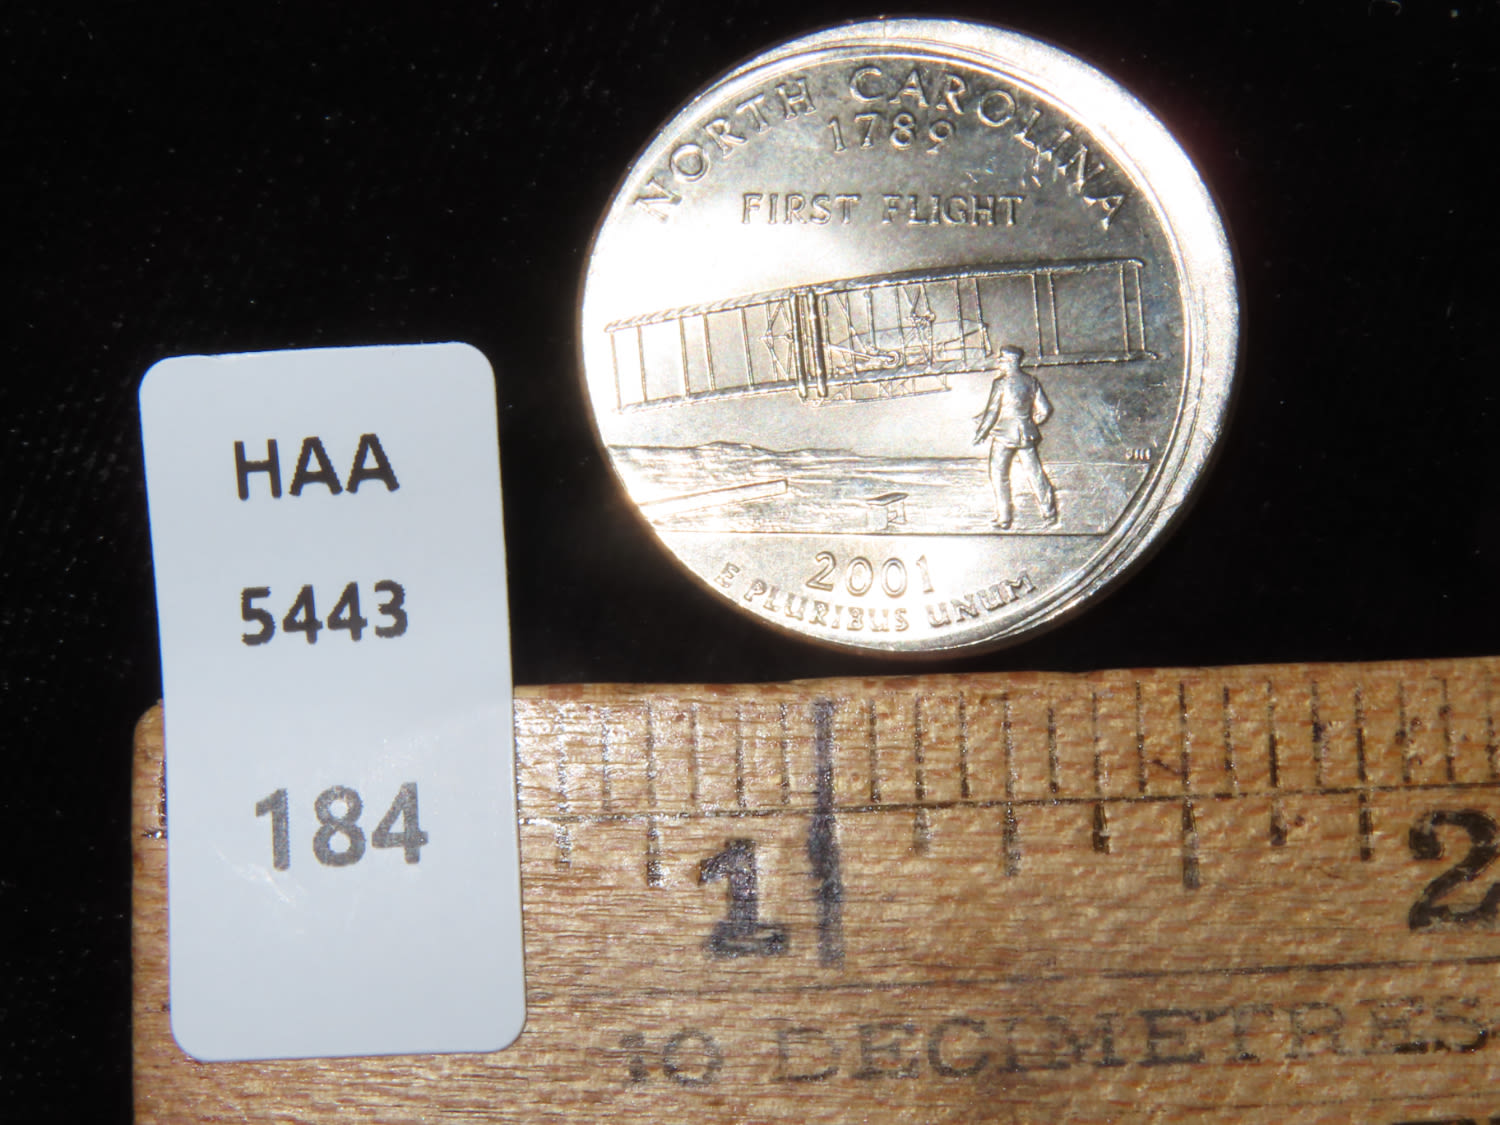 NORTH CAROLINA
1789
FIRST FLIGHT
2001
E PLURIBUS UNUM
HAA
5443
184
1
2
10 DECIMETRES